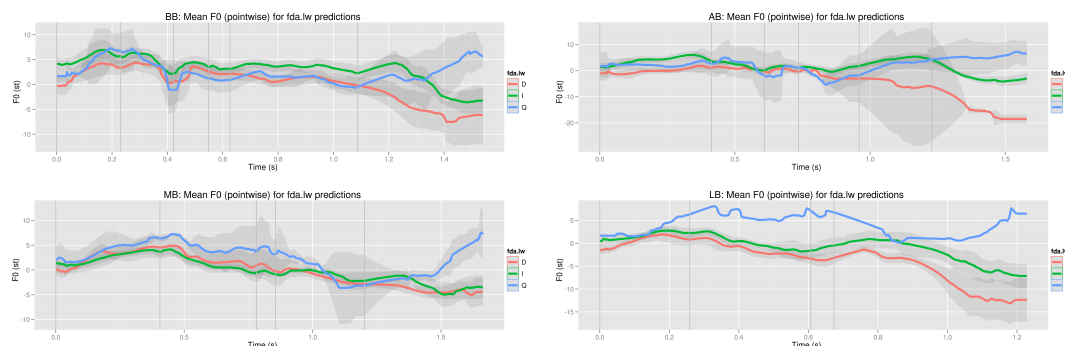 BB: Mean F0 (pointwise) for fda.lw predictions
F0 (st)
10
5
0
-5
-10
0.0 0.2 0.4 0.6 0.8 1.0 1.2 1.4
Time (s)
fda.lw
D
I
Q
AB: Mean F0 (pointwise) for fda.lw predictions
F0 (st)
10
0
-10
-20
0.0 0.5 1.0 1.5
Time (s)
MB: Mean F0 (pointwise) for fda.lw predictions
F0 (st)
10
5
0
-5
-10
0.0 0.5 1.0 1.5
Time (s)
fda.lw
D
I
Q
LB: Mean F0 (pointwise) for fda.lw predictions
F0 (st)
5
0
-5
-10
-15
0.0 0.2 0.4 0.6 0.8 1.0 1.2
Time (s)